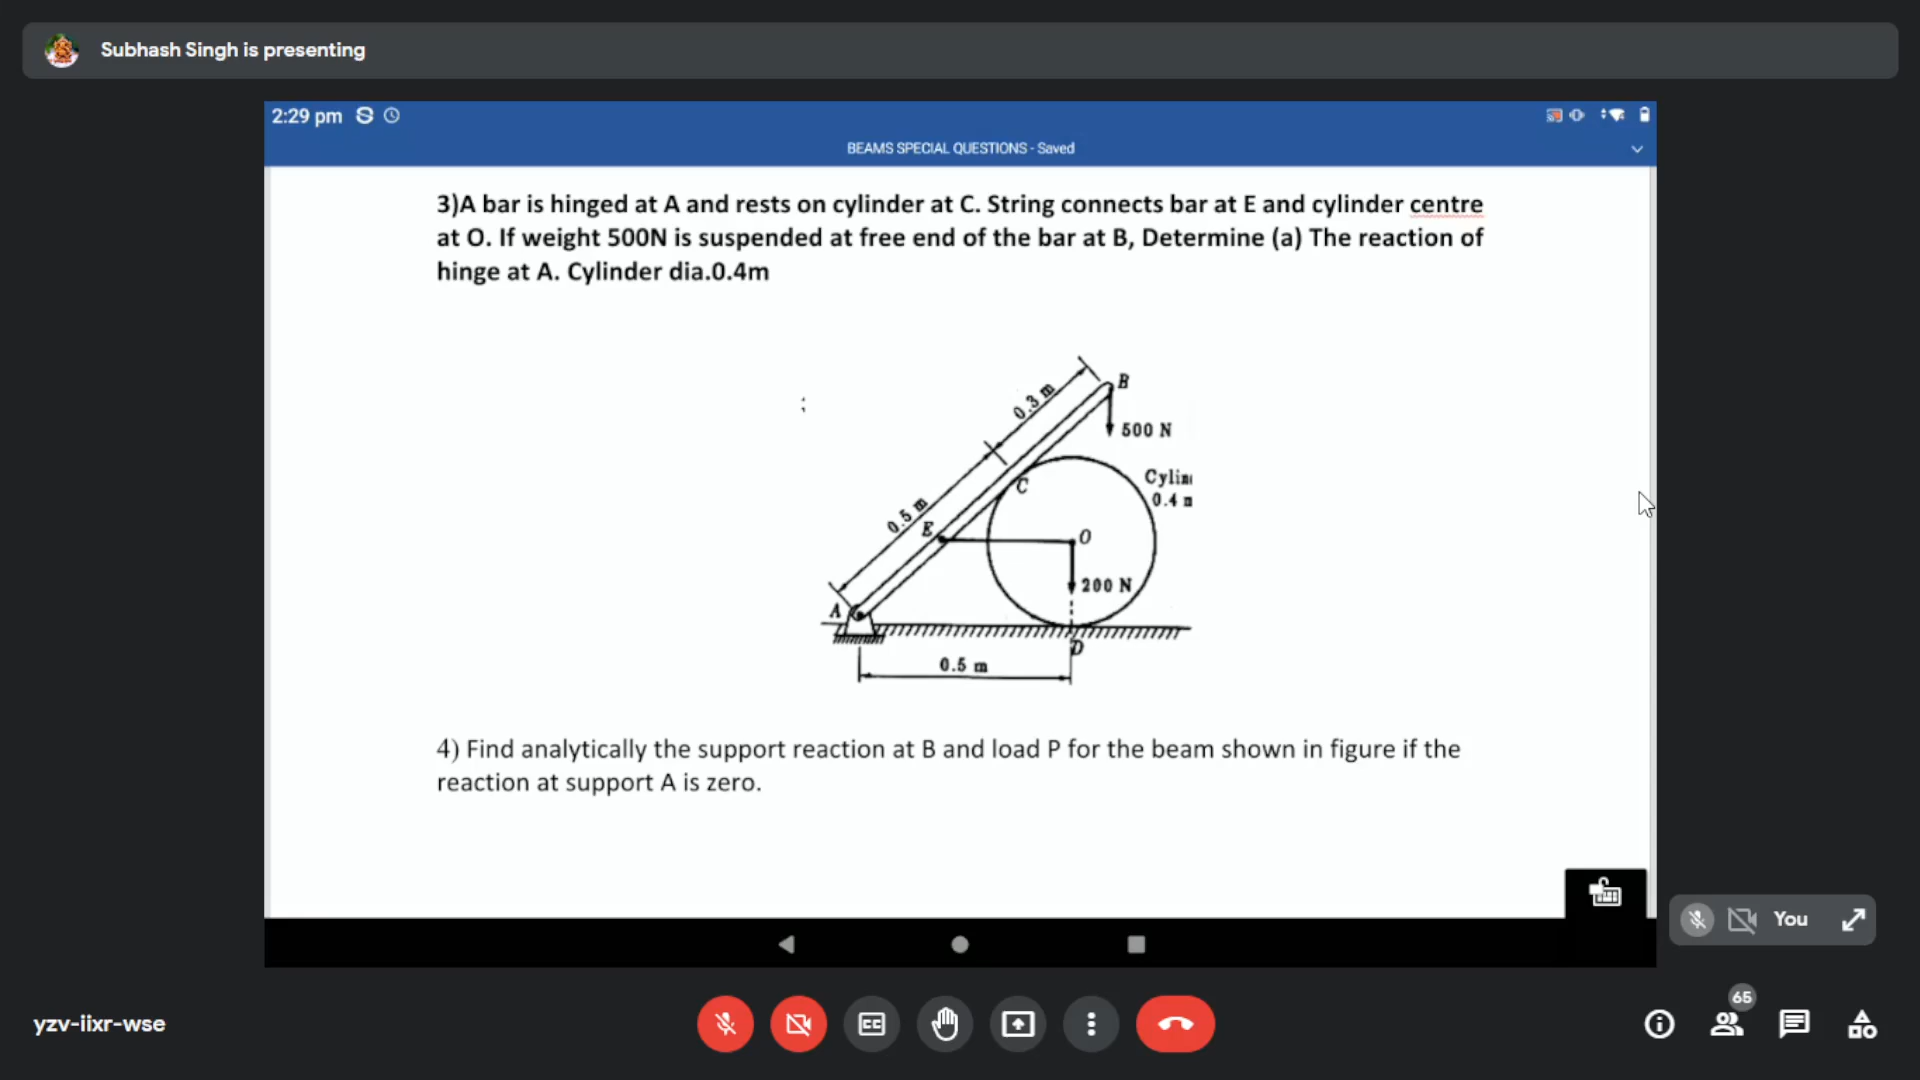 Subhash Singh is presenting
2:29 pm
BEAMS SPECIAL QUESTIONS - Saved
3)A bar is hinged at A and rests on cylinder at C. String connects bar at E and cylinder centre
at O. If weight 500N is suspended at free end of the bar at B, Determine (a) The reaction of
hinge at A. Cylinder dia.0.4m
B
0.3 m
500 N
C
0.4
0.5 m
E
O
200 N
A
D
0.5 m
4) Find analytically the support reaction at B and load P for the beam shown in figure if the
reaction at support A is zero.
You
65
yzv-iixr-wse